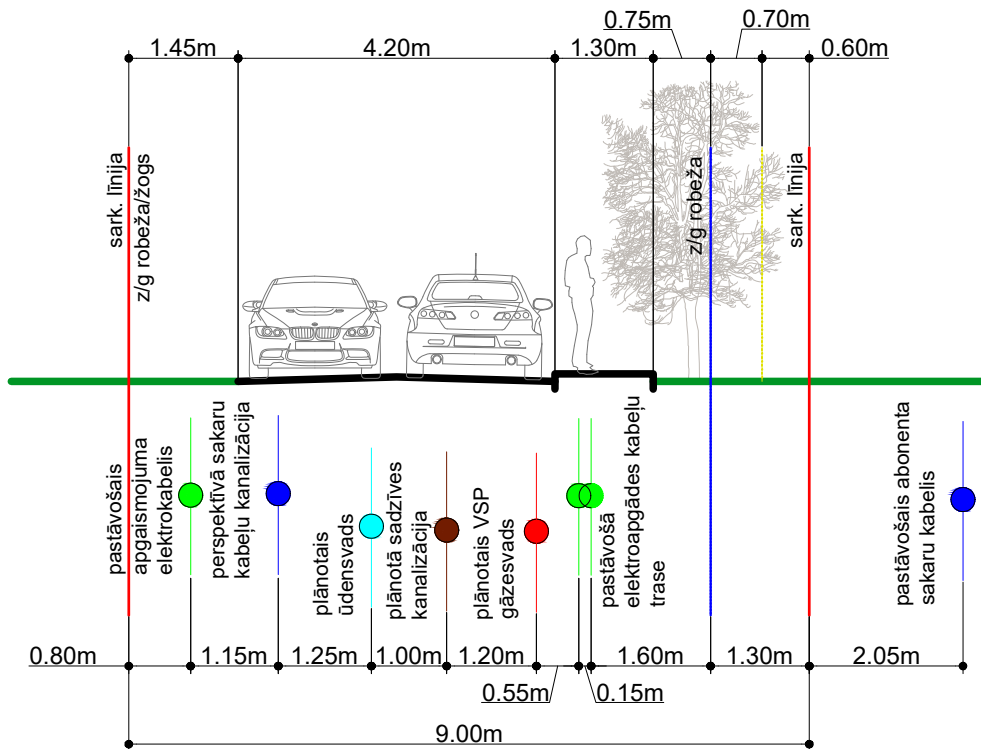 0.75m
0.70m
1.45m
4.20m
1.30m
0.60m
sark. līnija
z/g robeža/žogs
z/g robeža
sark. līnija
pastāvošais
apgaismojuma
elektrokabelis
perspektīvā sakaru
kabeļu kanalizācija
plānotais
ūdensvads
plānotā sadzīves
kanalizācija
plānotais VSP
gāzesvads
pastāvošā
elektroapgādes kabeļu
trase
pastāvošais abonenta
sakaru kabelis
0.80m
1.15m
1.25m
1.00m
1.20m
1.60m
1.30m
2.05m
0.55m
0.15m
9.00m